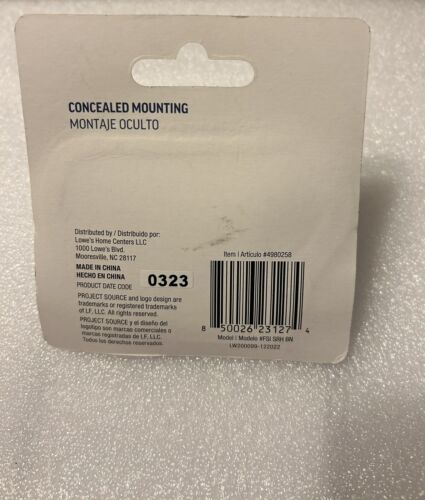 CONCEALED MOUNTING
MONTAJE OCULTO
Distributed by / Distribuido por:
Lowe's Home Centers LLC
1000 Lowe's Blvd.
Mooresville, NC 28117
MADE IN CHINA
HECHO EN CHINA
PRODUCT DATE CODE 0323
PROJECT SOURCE and logo design are
trademarks or registered trademarks
of LF, LLC. All rights reserved.
PROJECT SOURCE y el diseño del
logotipo son marcas comerciales o
marcas registradas de LF, LLC.
Todos los derechos reservados.
Item | Artículo #4980258
8 50026 23127 4
Model | Modelo #FSI SRH BN
LW200099-122022